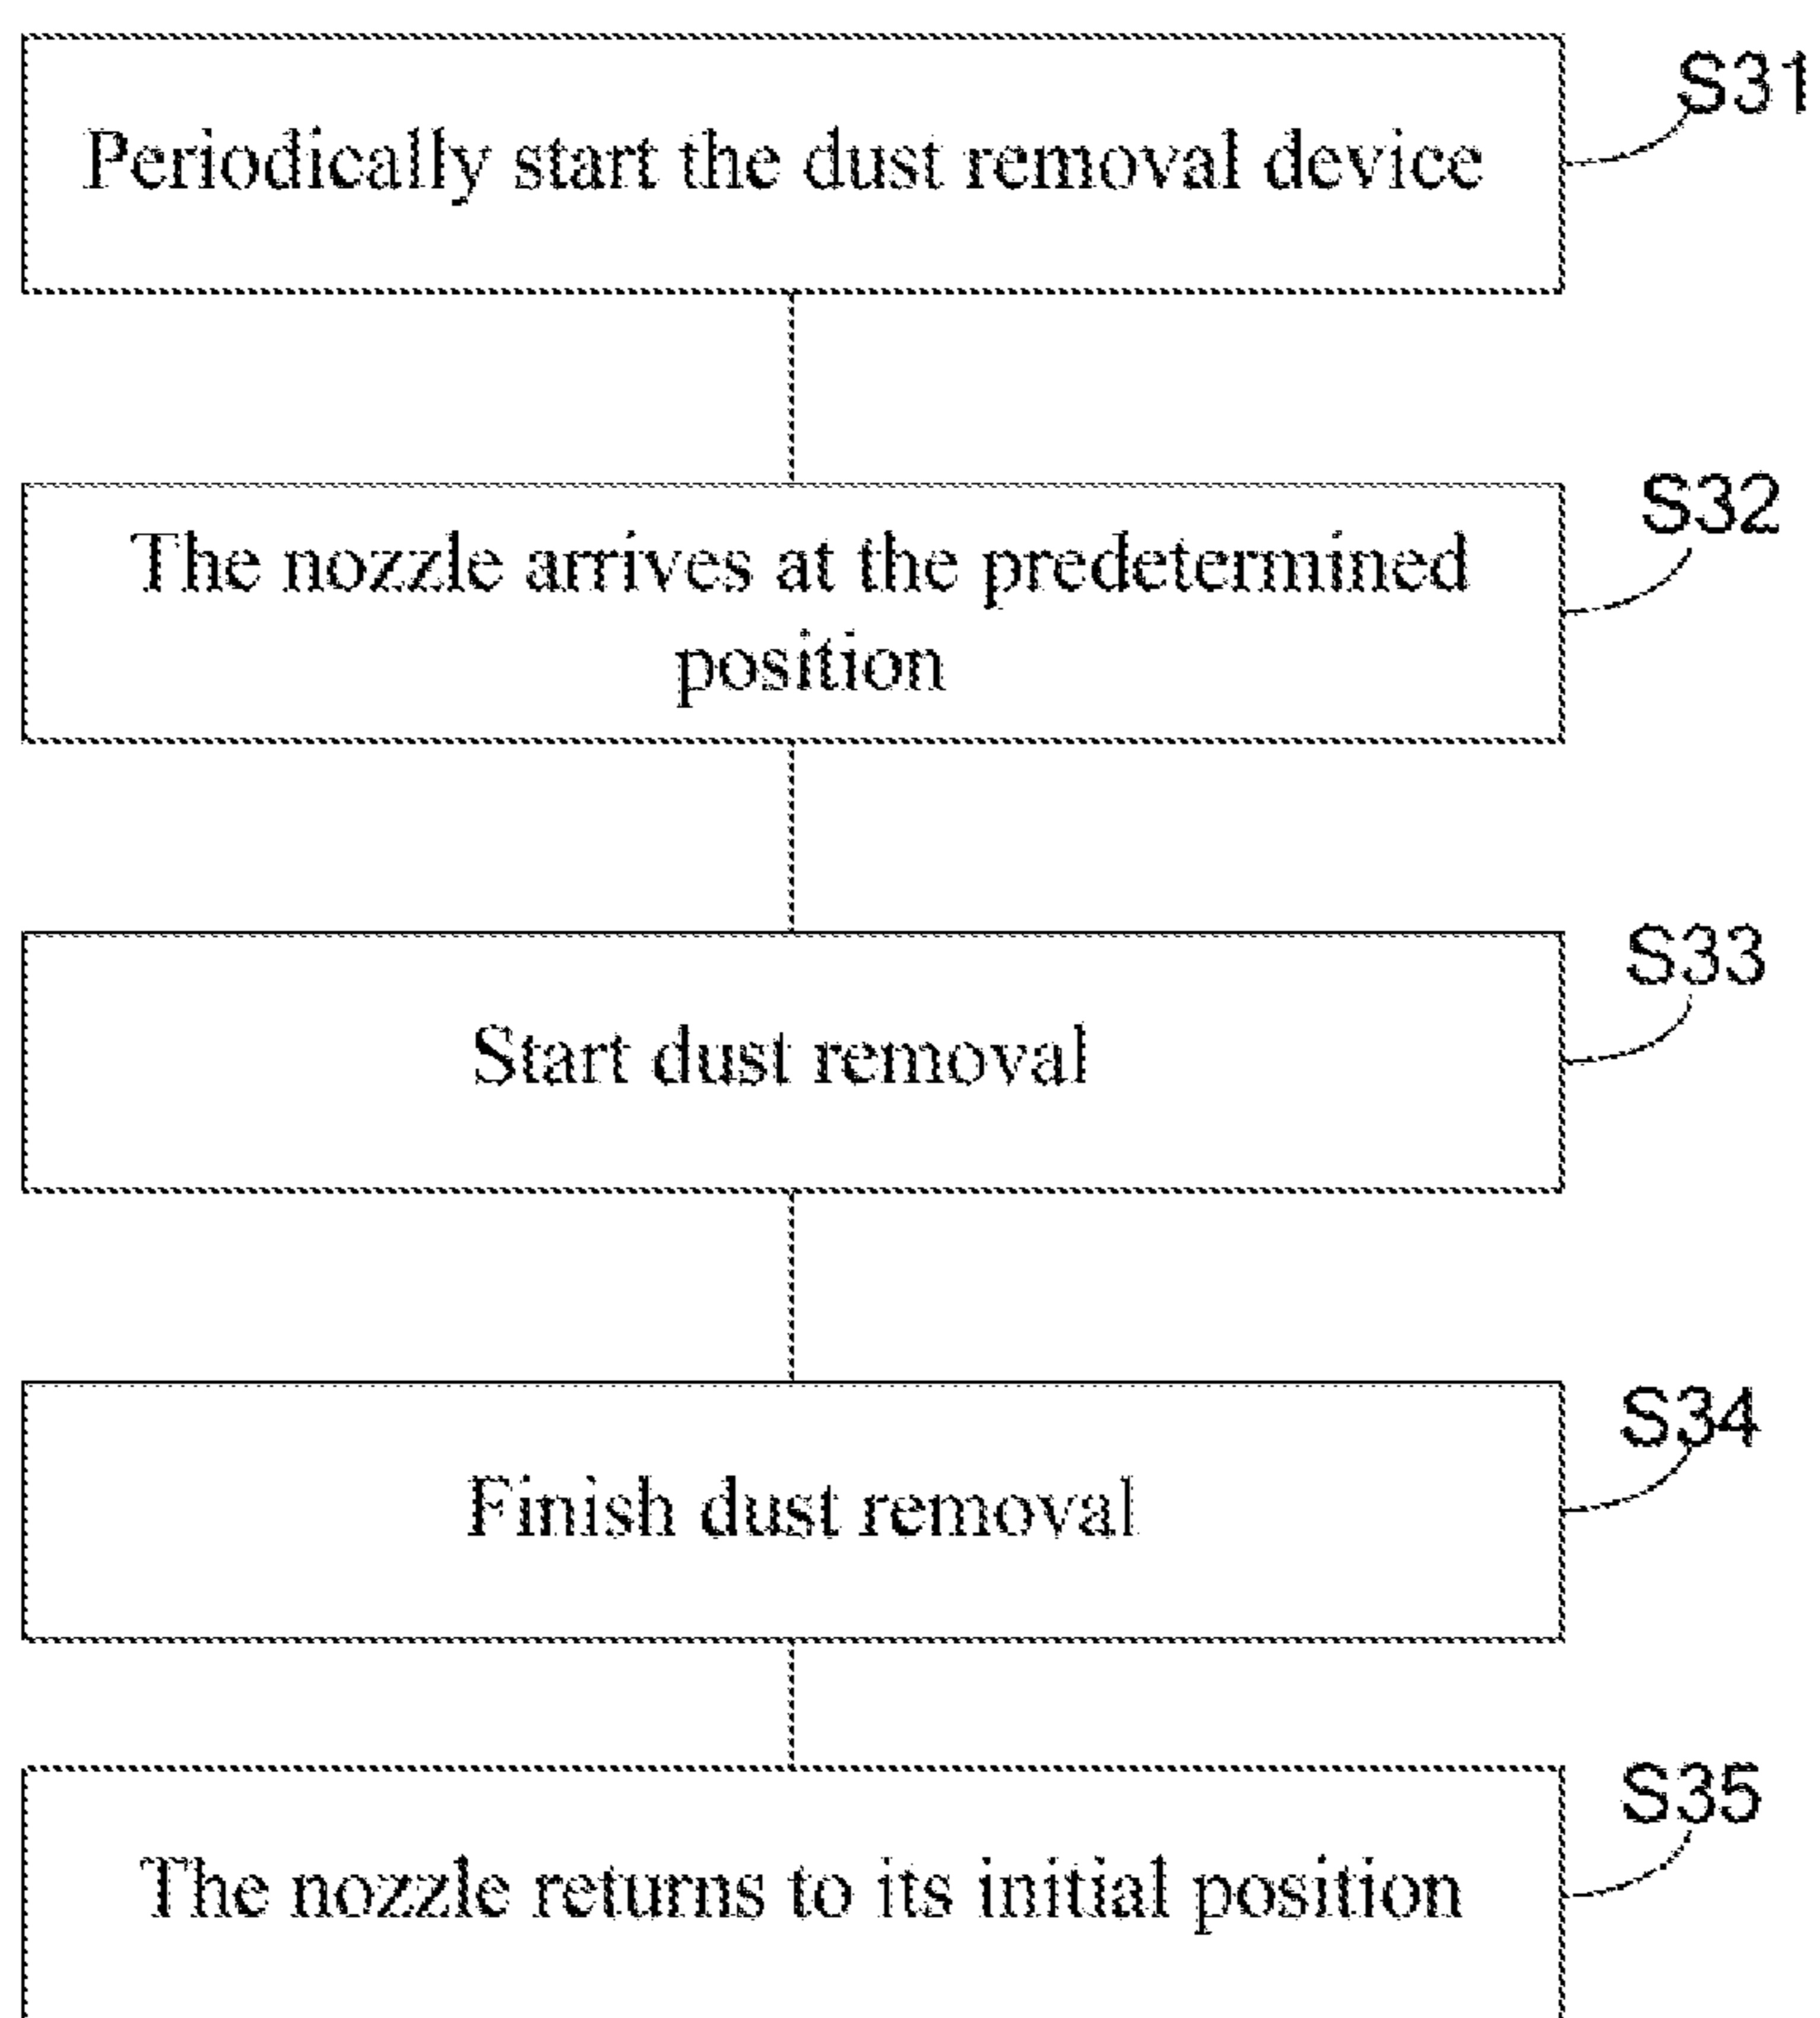 S31
Periodically start the dust removal device
S32
The nozzle arrives at the predetermined
position
S33
Start dust removal
S34
Finish dust removal
S35
The nozzle returns to its initial position